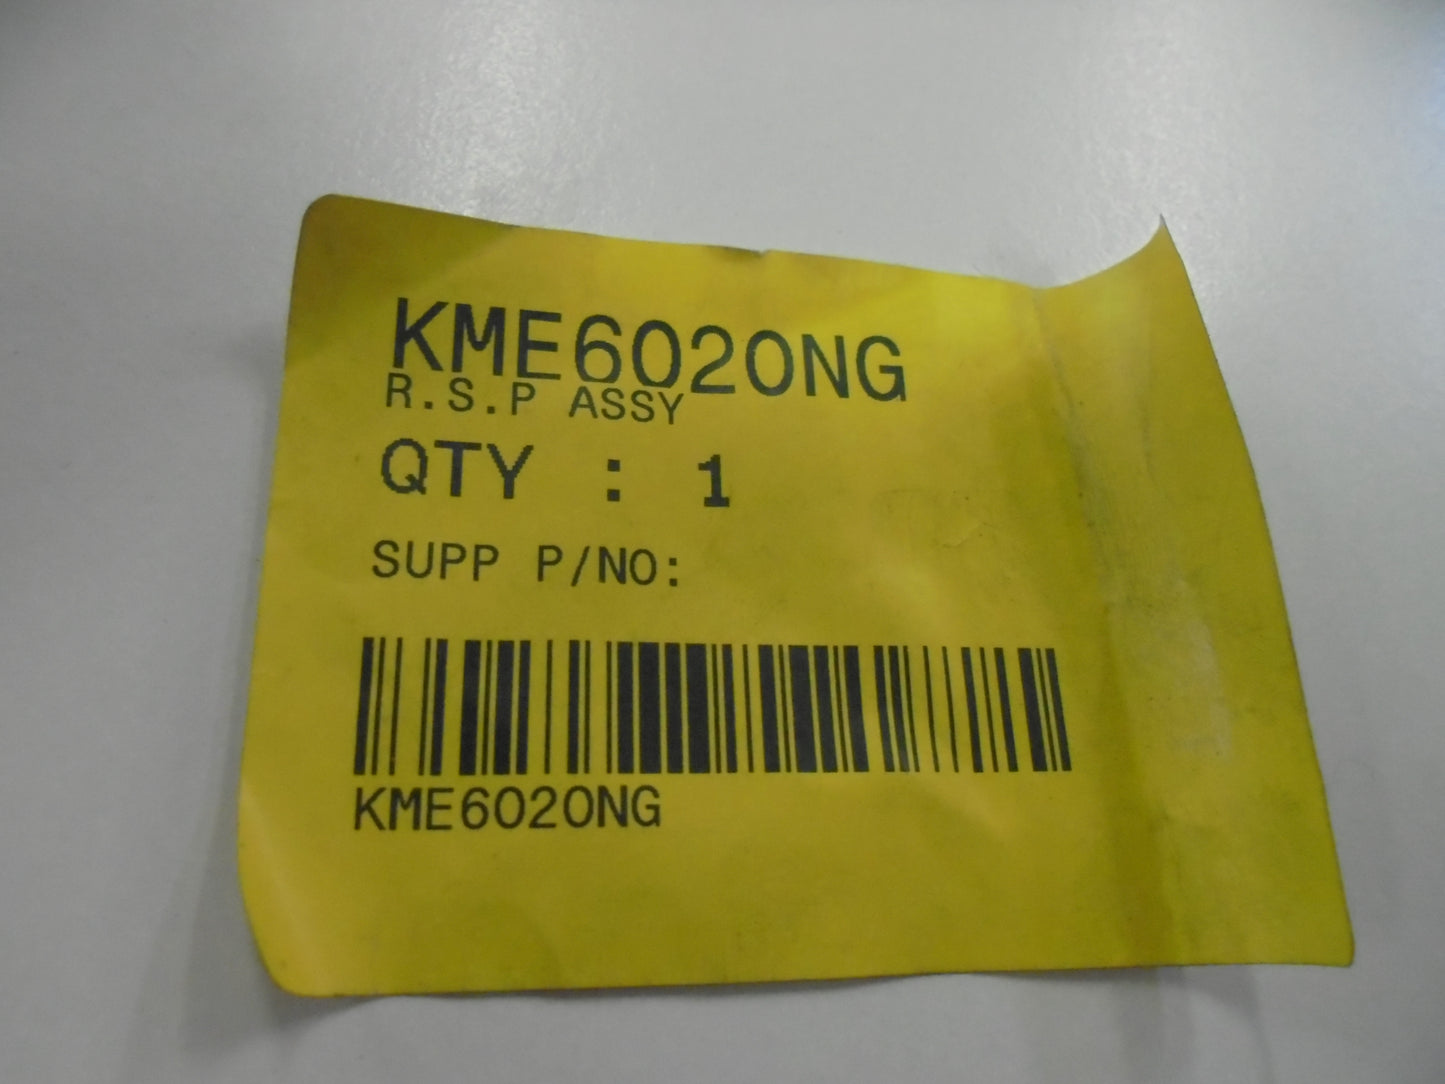 KME6020NG
R.S.P ASSY
QTY : 1
SUPP P/NO:
KME6020NG